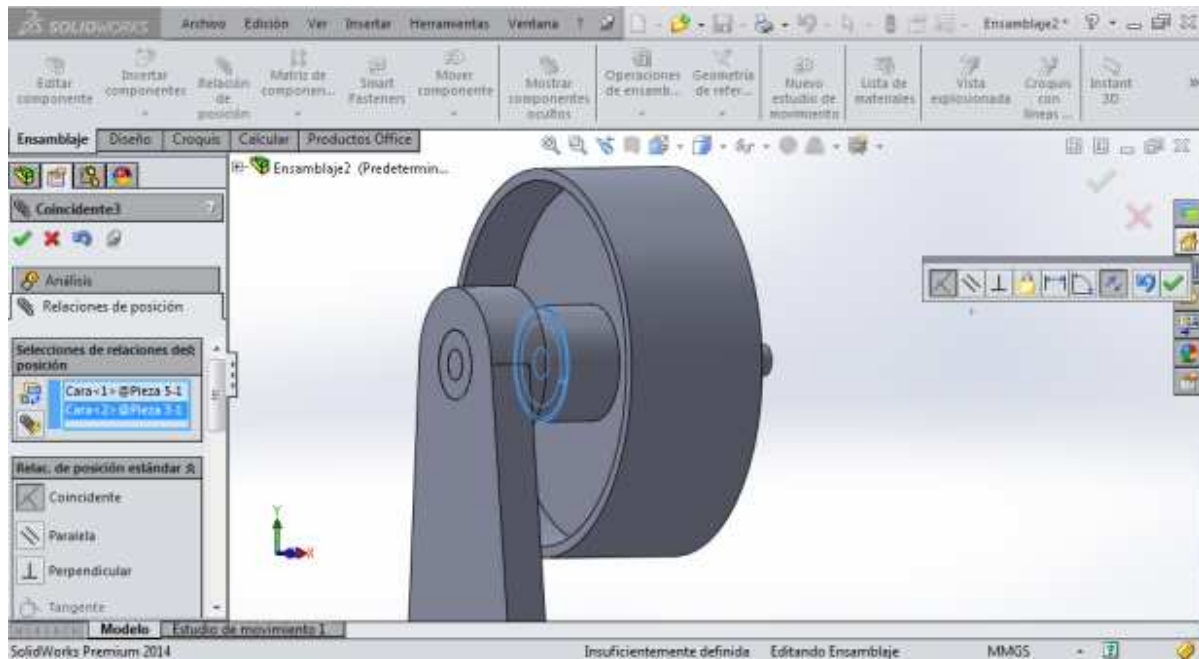 SOLIDWORKS Archivo Edición Ver Insertar Herramientas Ventana ? Ensamblaje2 *
Editar componente
Insertar componentes
Relación de posición
Matriz de componen...
Smart Fasteners
Mover componente
Mostrar componentes ocultos
Operaciones de ensamb...
Geometría de refer...
Nuevo estudio de movimiento
Lista de materiales
Vista explosionada
Croquis con líneas ...
Instant 3D
Ensamblaje Diseño Croquis Calcular Productos Office
Ensamblaje2 (Predetermin...
Coincidente3 ?
Análisis
Relaciones de posición
Selecciones de relaciones de posición
Cara<1>@Pieza 5-1
Cara<2>@Pieza 3-1
Relac. de posición estándar
Coincidente
Paralela
Perpendicular
Tangente
Y
X
Modelo Estudio de movimiento 1
SolidWorks Premium 2014 Insuficientemente definida Editando Ensamblaje MMGS